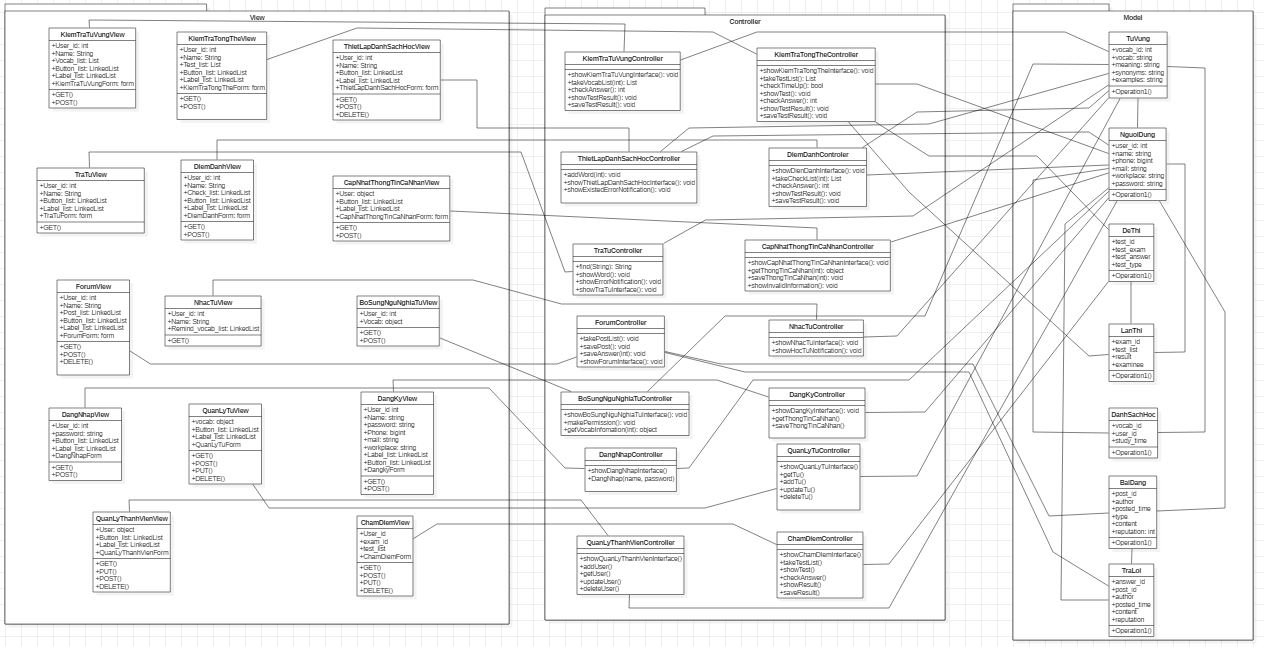 View
KiemTraTuVungView
+User_id: int
+Name: String
+Vocab_list: List
+Button_list: LinkedList
+Label_list: LinkedList
+KiemTraTuVungForm: form
+GET()
+POST()
KiemTraTongTheView
+User_id: int
+Name: String
+Test_list: List
+Button_list: LinkedList
+Label_list: LinkedList
+KiemTraTongTheForm: form
+GET()
+POST()
ThietLapDanhSachHocView
+User_id: int
+Name: String
+Button_list: LinkedList
+Label_list: LinkedList
+ThietLapDanhSachHocForm: form
+GET()
+POST()
+DELETE()
TraTuView
+User_id: int
+Name: String
+Button_list: LinkedList
+Label_list: LinkedList
+TraTuForm: form
+GET()
DiemDanhView
+User_id: int
+Name: String
+Check_list: LinkedList
+Button_list: LinkedList
+Label_list: LinkedList
+DiemDanhForm: form
+GET()
+POST()
CapNhatThongTinCaNhanView
+User: object
+Button_list: LinkedList
+Label_list: LinkedList
+CapNhatThongTinCaNhanForm: form
+GET()
+POST()
ForumView
+User_id: int
+Name: String
+Post_list: LinkedList
+Button_list: LinkedList
+Label_list: LinkedList
+ForumForm: form
+GET()
+POST()
+DELETE()
NhacTuView
+User_id: int
+Name: String
+Remind_vocab_list: LinkedList
+GET()
BoSungNguNghiaTuView
+User_id: int
+Vocab: object
+GET()
+POST()
DangNhapView
+User_id: int
+password: string
+Button_list: LinkedList
+Label_list: LinkedList
+DangNhapForm
+GET()
+POST()
QuanLyTuView
+vocab: object
+Button_list: LinkedList
+Label_list: LinkedList
+QuanLyTuForm
+GET()
+POST()
+PUT()
+DELETE()
DangKyView
+User_id: int
+Name: string
+password: string
+Phone: bigint
+mail: string
+workplace: string
+Label_list: LinkedList
+Button_list: LinkedList
+DangKyForm
+GET()
+POST()
QuanLyThanhVienView
+User: object
+Button_list: LinkedList
+Label_list: LinkedList
+QuanLyThanhVienForm
+GET()
+PUT()
+POST()
+DELETE()
ChamDiemView
+User_id
+exam_id
+test_list
+ChamDiemForm
+GET()
+POST()
+PUT()
+DELETE()
Controller
KiemTraTuVungController
+showKiemTraTuVungInterface(): void
+takeVocabList(int): List
+checkAnswer(): int
+showTestResult(): void
+saveTestResult(): void
KiemTraTongTheController
+showKiemTraTongTheInterface(): void
+takeTestList(): List
+checkTimeUp(): bool
+showTest(): void
+checkAnswer(): int
+showTestResult(): void
+saveTestResult(): void
ThietLapDanhSachHocController
+addWord(int): void
+showThietLapDanhSachHocInterface(): void
+showExistedErrorNotification(): void
DiemDanhControler
+showDienDanhInterface(): void
+takeCheckList(int): List
+checkAnswer(): int
+showTestResult(): void
+saveTestResult(): void
TraTuController
+find(String): String
+showWord(): void
+showErrorNotification(): void
+showTraTuInterface(): void
CapNhatThongTinCaNhanController
+showCapNhatThongTinCaNhanInterface(): void
+getThongTinCaNhan(int): object
+saveThongTinCaNhan(int): void
+showInvalidInformation(): void
ForumController
+takePostList(): void
+savePost(): void
+saveAnswer(int): void
+showForumInterface(): void
NhacTuController
+showNhacTuInterface(): void
+showHocTuNotification(): void
BoSungNguNghiaTuController
+showBoSungNguNghiaTuInterface(): void
+makePermission(): void
+getVocabInfomation(int): object
DangKyController
+showDangKyInterface(): void
+getThongTinCaNhan()
+saveThongTinCaNhan()
DangNhapController
+showDangNhapInterface()
+DangNhap(name, password)
QuanLyTuController
+showQuanLyTuInterface()
+getTu()
+addTu()
+updateTu()
+deleteTu()
QuanLyThanhVienController
+showQuanLyThanhVienInterface()
+addUser()
+getUser()
+updateUser()
+deleteUser()
ChamDiemController
+showChamDiemInterface()
+takeTestList()
+showTest()
+checkAnswer()
+showResult()
+saveResult()
Model
TuVung
+vocab_id: int
+vocab: string
+meaning: string
+synonyms: string
+examples: string
+Operation1()
NguoiDung
+user_id: int
+name: string
+phone: bigint
+mail: string
+workplace: string
+password: string
+Operation1()
DeThi
+test_id
+test_exam
+test_answer
+test_type
+Operation1()
LanThi
+exam_id
+test_list
+result
+examinee
+Operation1()
DanhSachHoc
+vocab_id
+user_id
+study_time
+Operation1()
BaiDang
+post_id
+author
+posted_time
+type
+content
+reputation: int
+Operation1()
TraLoi
+answer_id
+post_id
+author
+posted_time
+content
+reputation
+Operation1()